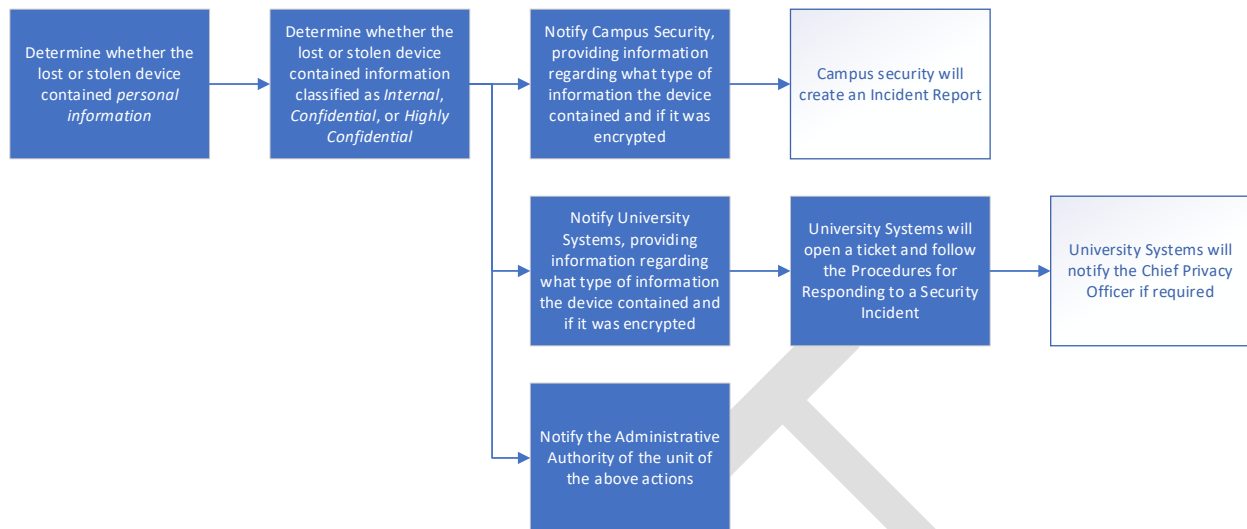 Determine whether the
lost or stolen device
contained personal
information
Determine whether the
lost or stolen device
contained information
classified as Internal,
Confidential, or Highly
Confidential
Notify Campus Security,
providing information
regarding what type of
information the device
contained and if it was
encrypted
Campus security will
create an Incident Report
Notify University
Systems, providing
information regarding
what type of information
the device contained and
if it was encrypted
University Systems will
open a ticket and follow
the Procedures for
Responding to a Security
Incident
University Systems will
notify the Chief Privacy
Officer if required
Notify the Administrative
Authority of the unit of
the above actions